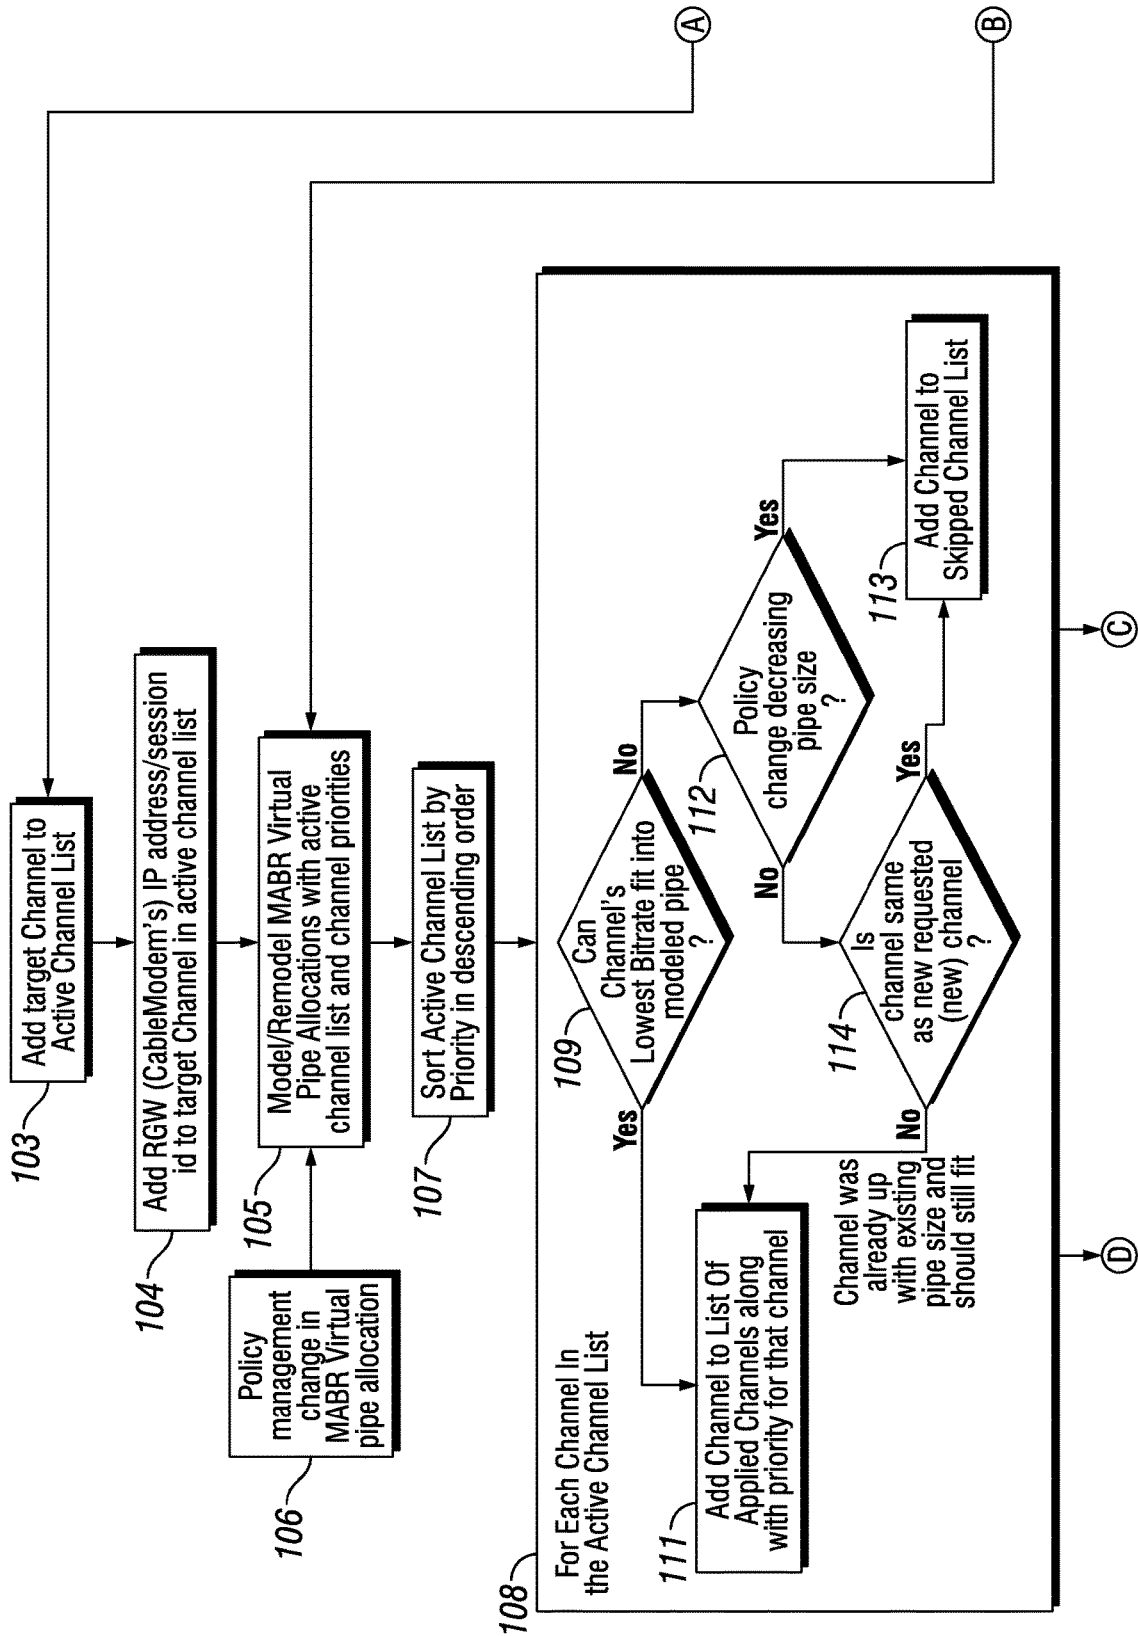 A
B
103
Add target Channel to
Active Channel List
104
Add RGW (CableModem's) IP address/session
id to target Channel in active channel list
106
Policy
management
change in
MABR Virtual
pipe allocation
105
Model/Remodel MABR Virtual
Pipe Allocations with active
channel list and channel priorities
107
Sort Active Channel List by
Priority in descending order
108
For Each Channel In
the Active Channel List
109
Can
Channel's
Lowest Bitrate fit into
modeled pipe
?
Yes
No
111
Add Channel to List Of
Applied Channels along
with priority for that channel
112
Policy
change decreasing
pipe size
?
No
Yes
114
Is
channel same
as new requested
(new) channel
?
No
Yes
Channel was
already up
with existing
pipe size and
should still fit
113
Add Channel to
Skipped Channel List
D
C